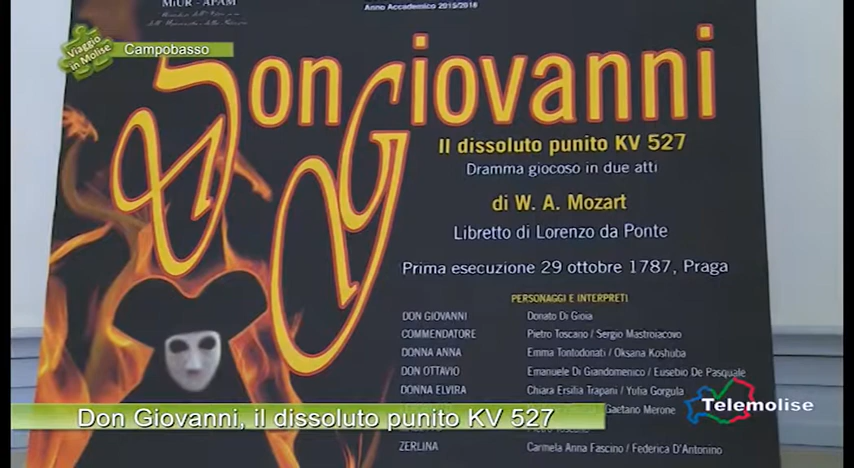 MIUR - AFAM
Anno Accademico 2015/2016
Viaggio
in Molise
Campobasso
Don Giovanni
Il dissoluto punito KV 527
Dramma giocoso in due atti
di W. A. Mozart
Libretto di Lorenzo da Ponte
Prima esecuzione 29 ottobre 1787, Praga
PERSONAGGI E INTERPRETI
DON GIOVANNI Donato Di Gioia
COMMENDATORE Pietro Toscano / Sergio Mastroiacovo
DONNA ANNA Emma Tontodonati / Oksana Koshuba
DON OTTAVIO Emanuele Di Giandomenico / Eusebio De Pasquale
DONNA ELVIRA Chiara Ersilia Trapani / Yulia Gorgula
Gaetano Merone
Telemolise
Don Giovanni, il dissoluto punito KV 527
ZERLINA Carmela Anna Fascino / Federica D'Antonino